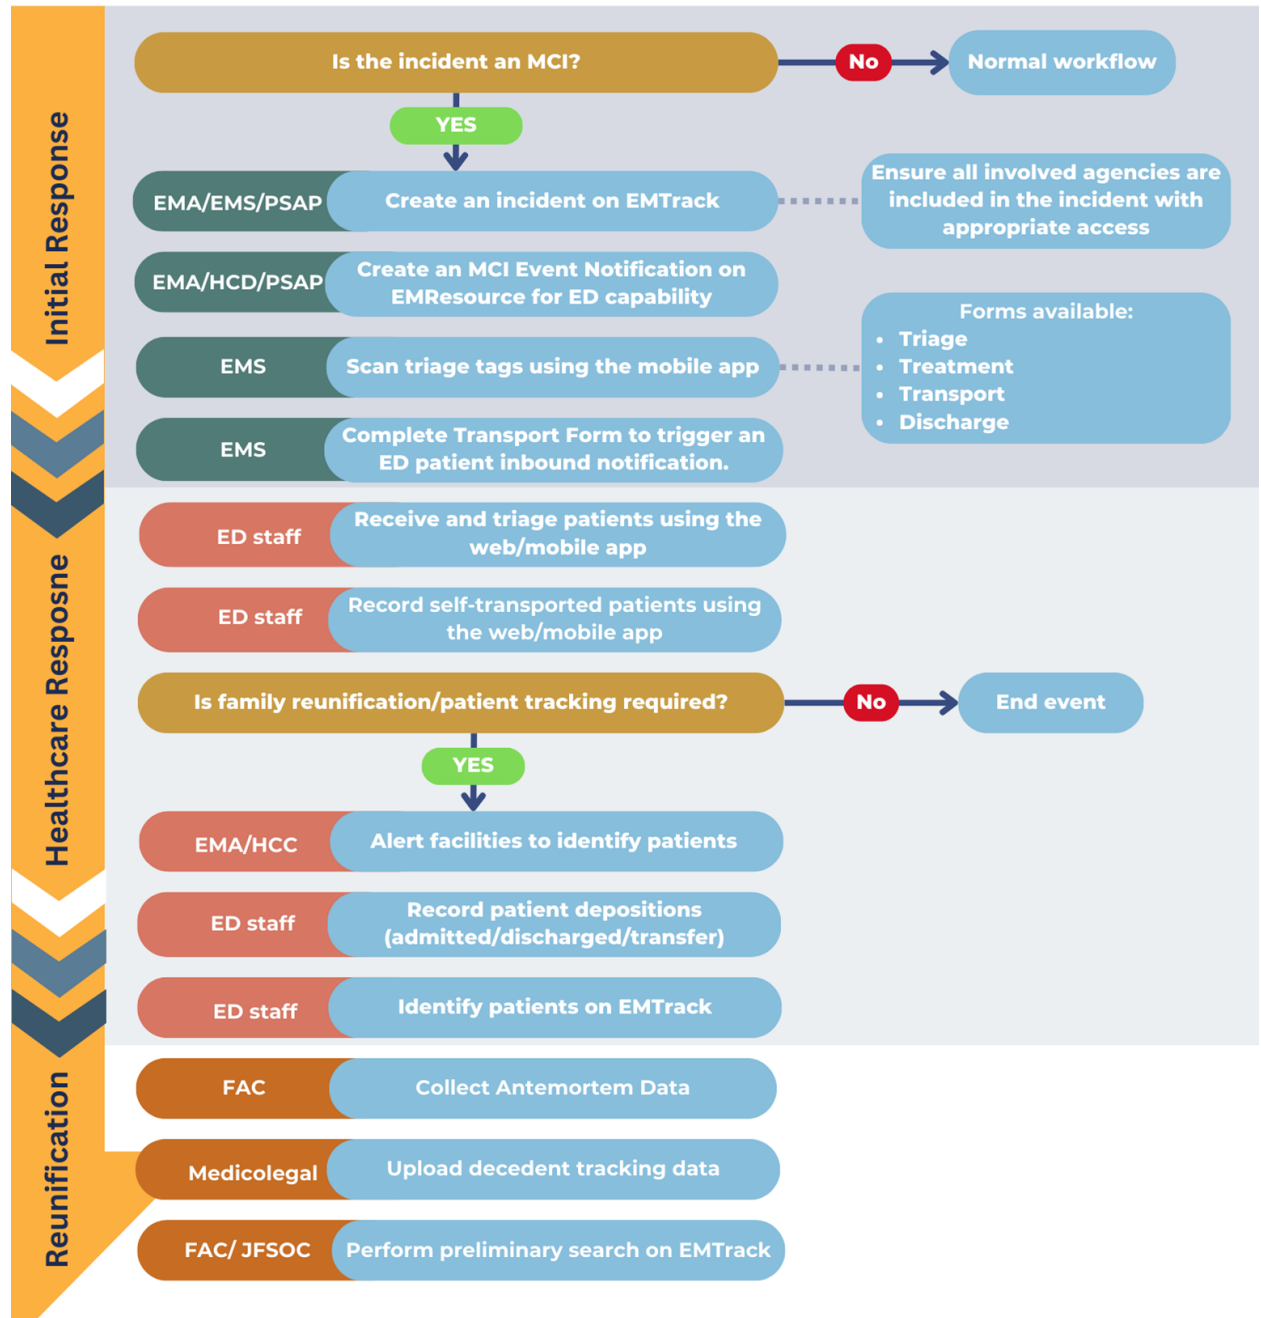 Initial Response
Is the incident an MCI?
No
Normal workflow
YES
EMA/EMS/PSAP
Create an incident on EMTrack
Ensure all involved agencies are
included in the incident with
appropriate access
EMA/HCD/PSAP
Create an MCI Event Notification on
EMResource for ED capability
EMS
Scan triage tags using the mobile app
Forms available:
• Triage
• Treatment
• Transport
• Discharge
EMS
Complete Transport Form to trigger an
ED patient inbound notification.
Healthcare Resposne
ED staff
Receive and triage patients using the
web/mobile app
ED staff
Record self-transported patients using
the web/mobile app
Is family reunification/patient tracking required?
No
End event
YES
EMA/HCC
Alert facilities to identify patients
ED staff
Record patient depositions
(admitted/discharged/transfer)
ED staff
Identify patients on EMTrack
Reunification
FAC
Collect Antemortem Data
Medicolegal
Upload decedent tracking data
FAC/ JFSOC
Perform preliminary search on EMTrack